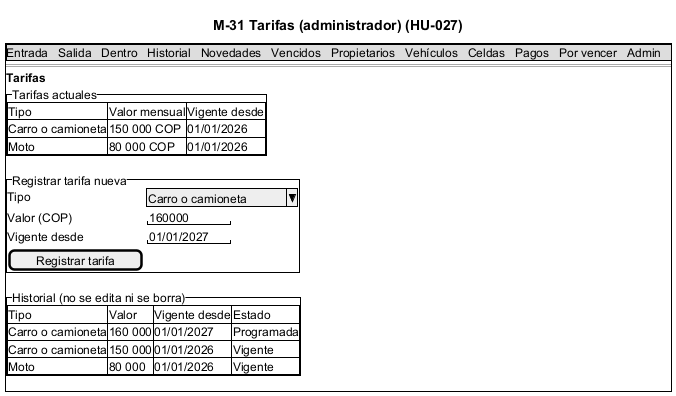 M-31 Tarifas (administrador) (HU-027)
Entrada Salida Dentro Historial Novedades Vencidos Propietarios Vehículos Celdas Pagos Por vencer Admin
Tarifas
Tarifas actuales
Tipo Valor mensual Vigente desde
Carro o camioneta 150 000 COP 01/01/2026
Moto 80 000 COP 01/01/2026
Registrar tarifa nueva
Tipo Carro o camioneta
Valor (COP) 160000
Vigente desde 01/01/2027
Registrar tarifa
Historial (no se edita ni se borra)
Tipo Valor Vigente desde Estado
Carro o camioneta 160 000 01/01/2027 Programada
Carro o camioneta 150 000 01/01/2026 Vigente
Moto 80 000 01/01/2026 Vigente